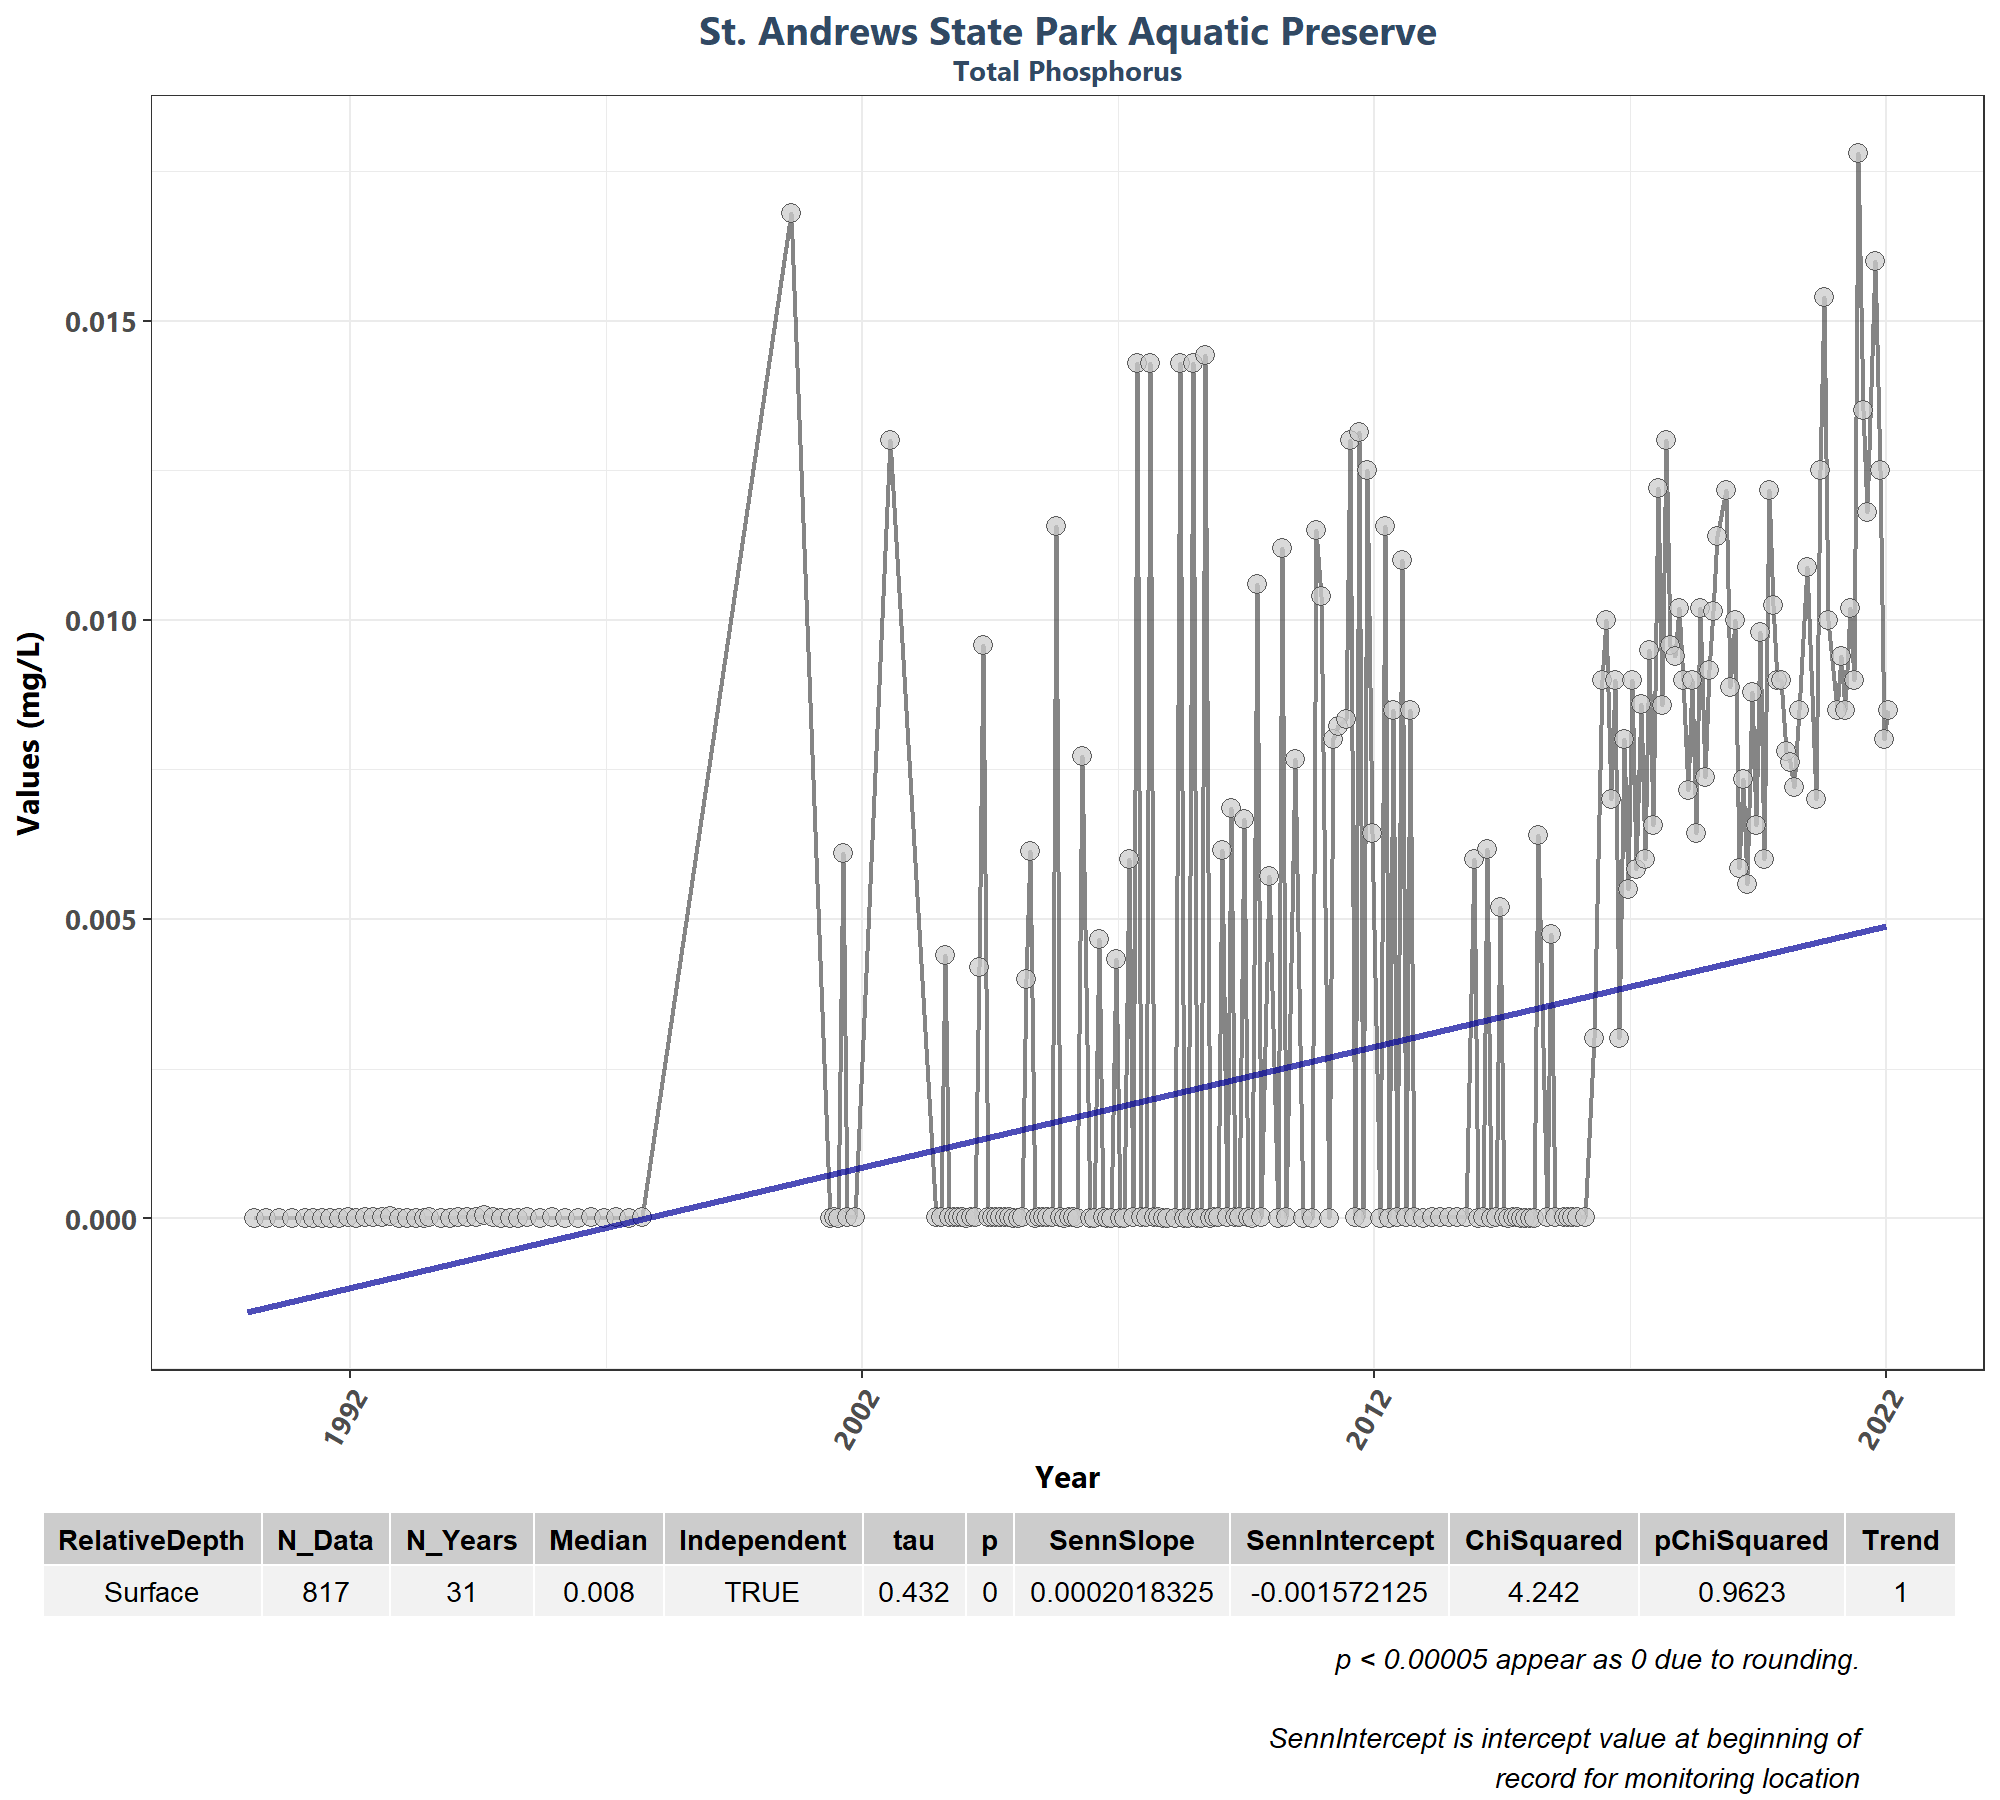 St. Andrews State Park Aquatic Preserve
Total Phosphorus
Values (mg/L)
0.015
0.010
0.005
0.000
1992
2002
2012
2022
Year
RelativeDepth N_Data N_Years Median Independent tau p SennSlope SennIntercept ChiSquared pChiSquared Trend
Surface 817 31 0.008 TRUE 0.432 0 0.0002018325 -0.001572125 4.242 0.9623 1
p < 0.00005 appear as 0 due to rounding.
SennIntercept is intercept value at beginning of
record for monitoring location